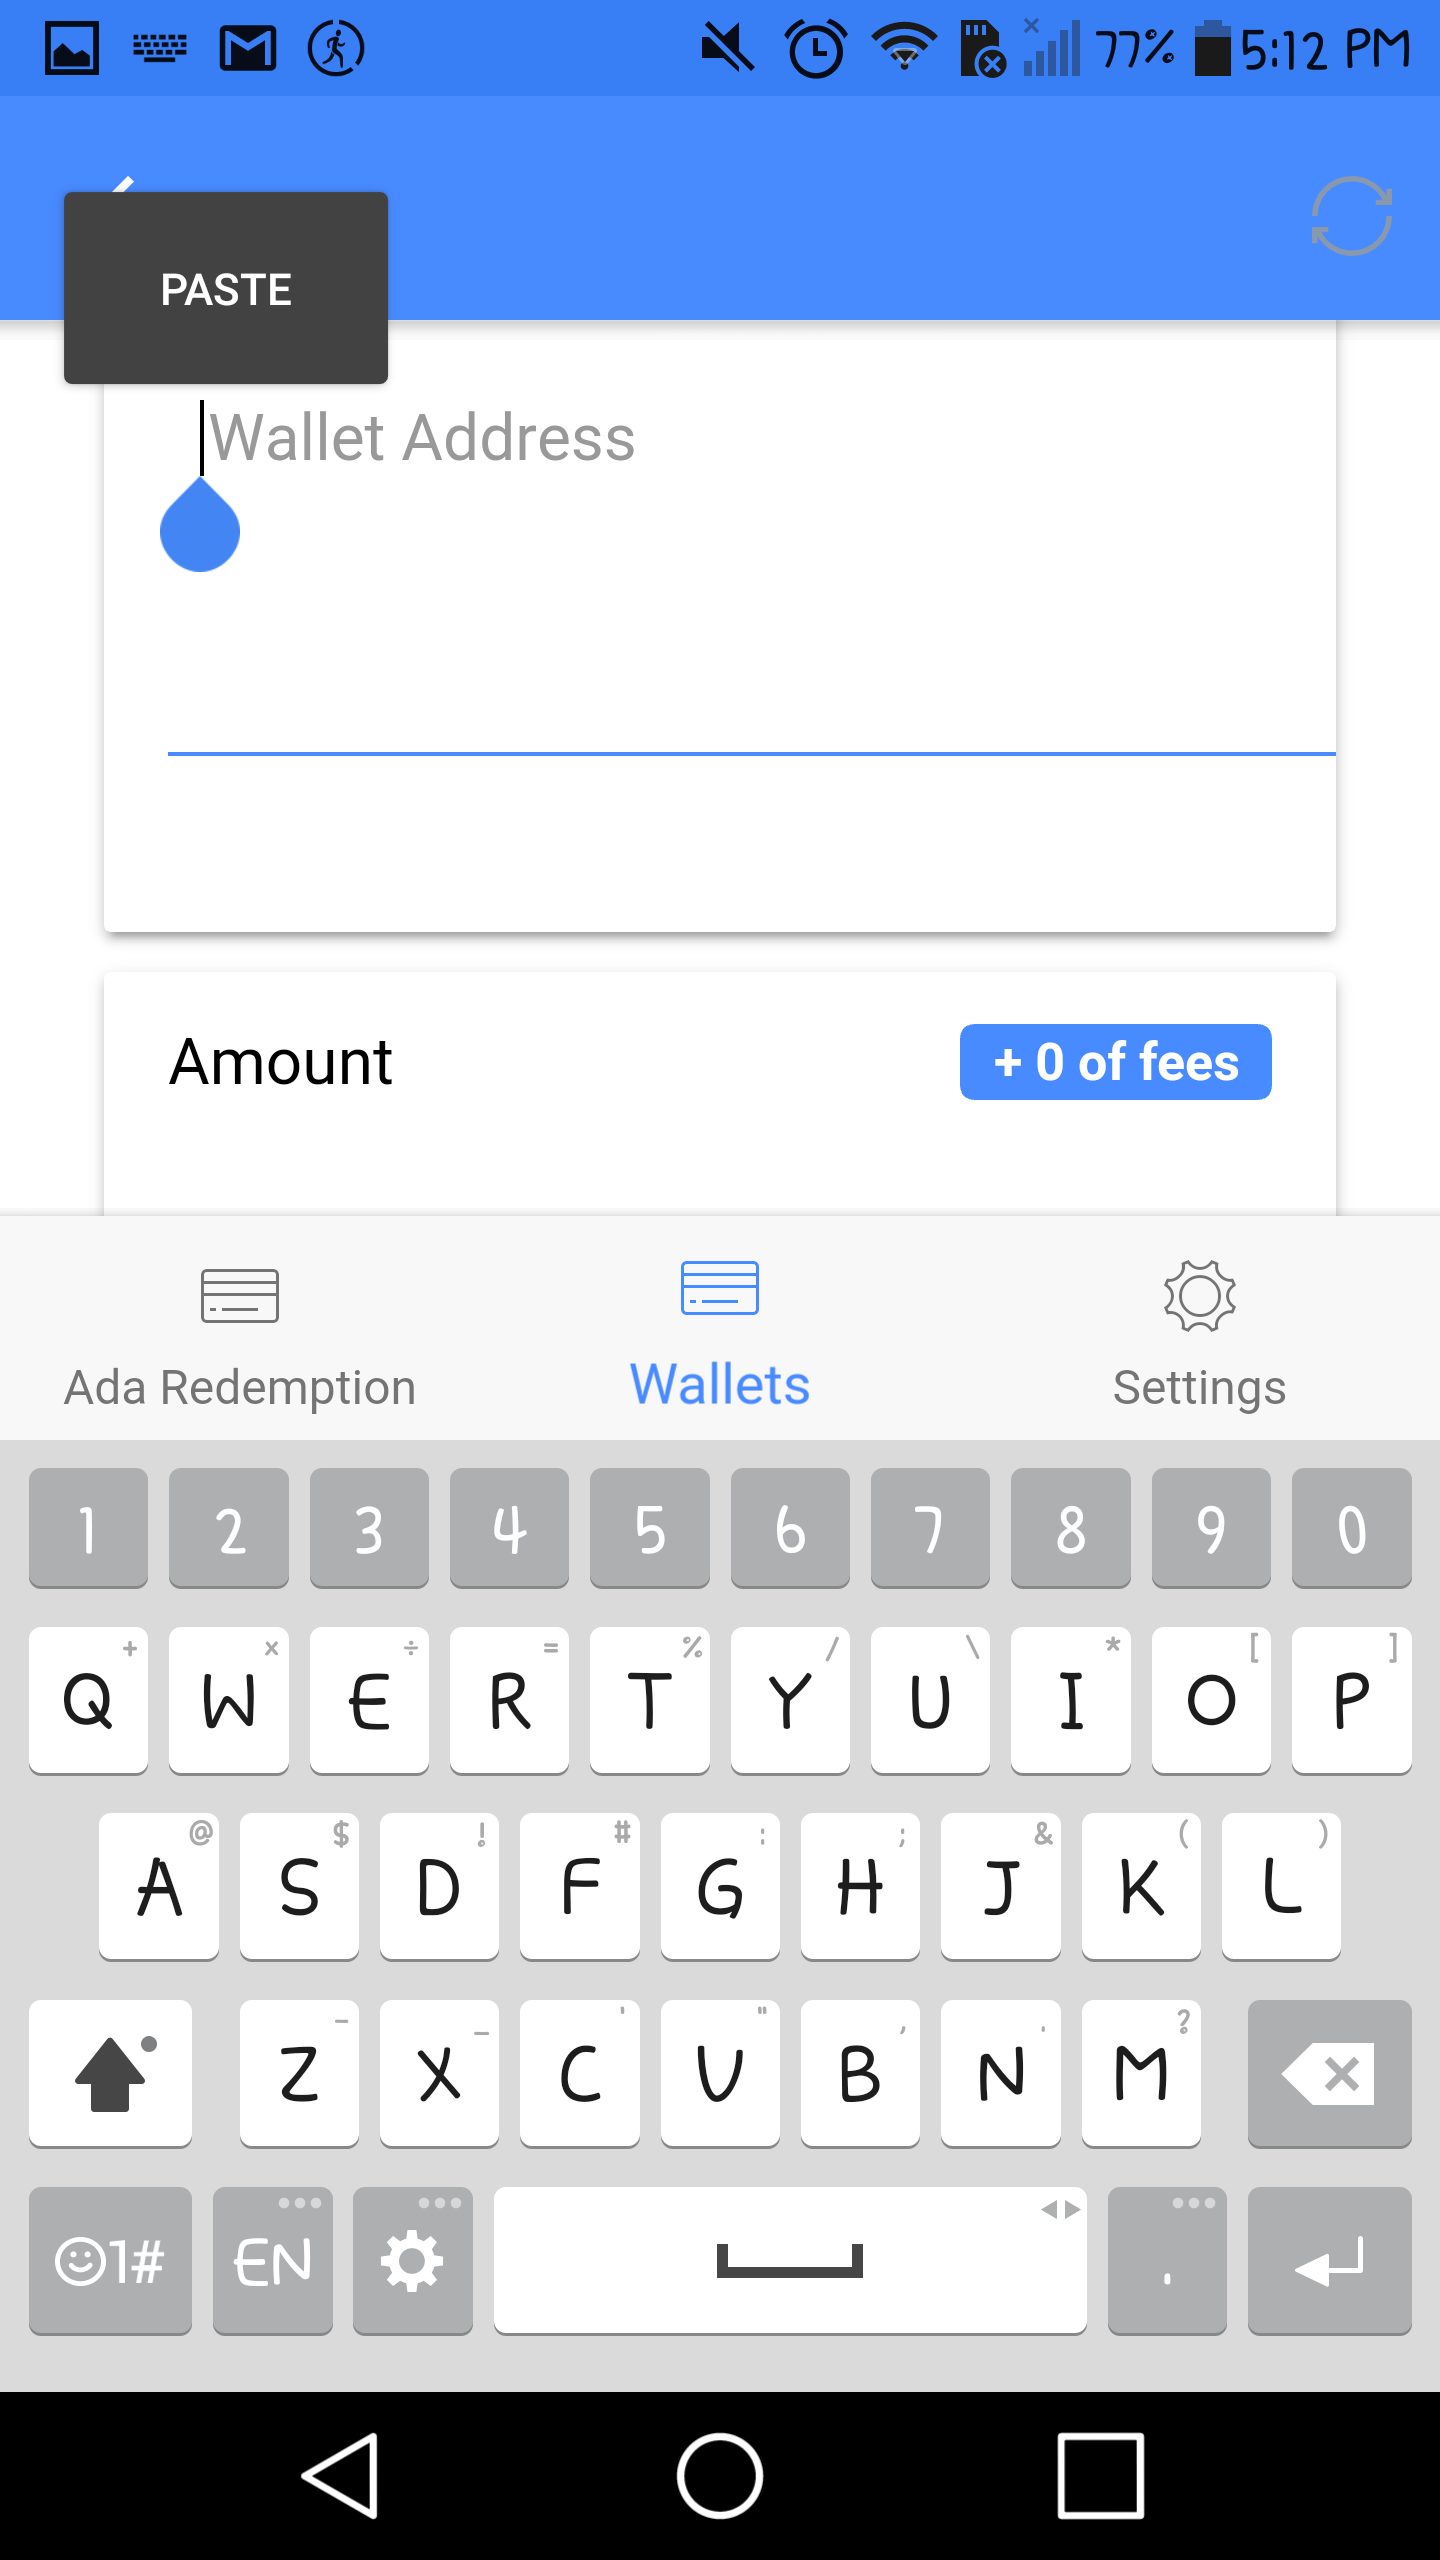 77% 5:12 PM
PASTE
Wallet Address
Amount + 0 of fees
Ada Redemption Wallets Settings
1 2 3 4 5 6 7 8 9 0
+ × ÷ = % / \ * [ ]
Q W E R T Y U I O P
@ $ ! # : ; & ( )
A S D F G H J K L
- _ ' " , . ?
Z X C V B N M
1# EN .